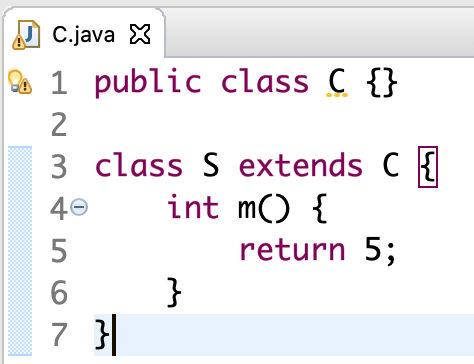 C.java
1 public class C {}
2
3 class S extends C {
4     int m() {
5         return 5;
6     }
7 }